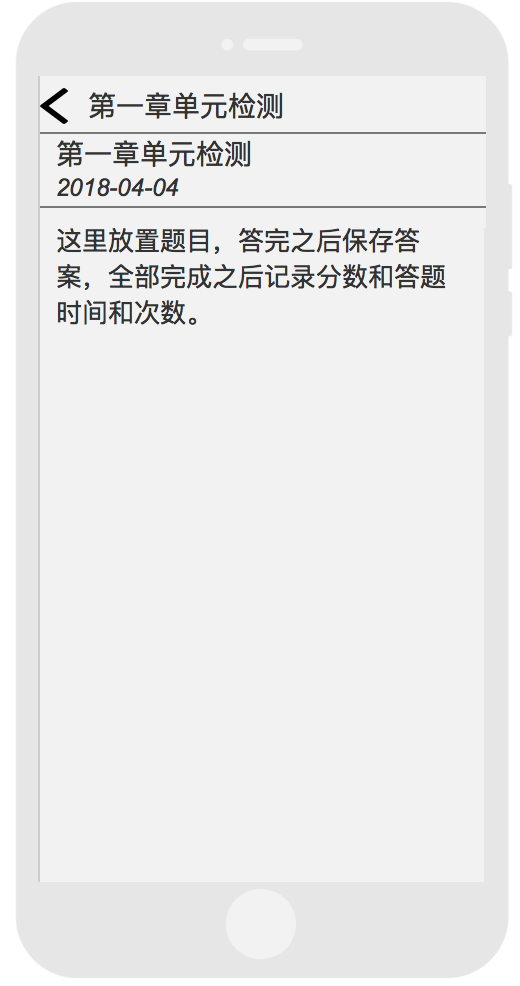 第一章单元检测
第一章单元检测
2018-04-04
这里放置题目，答完之后保存答
案，全部完成之后记录分数和答题
时间和次数。